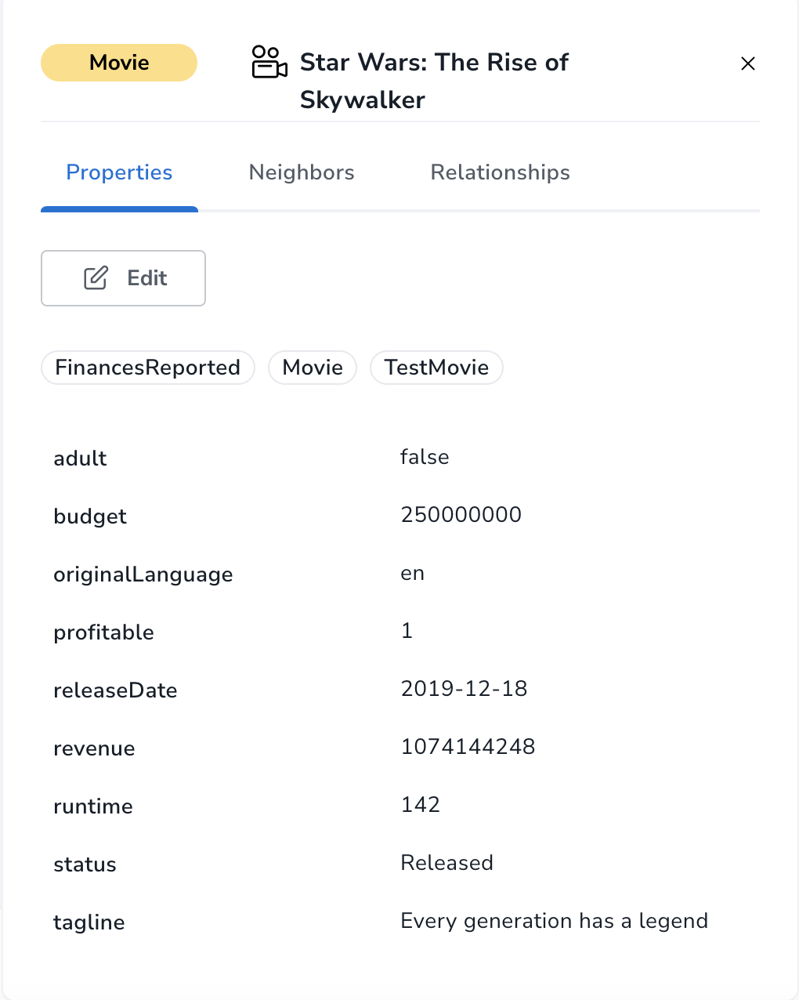 Movie
Star Wars: The Rise of
Skywalker
Properties Neighbors Relationships
Edit
FinancesReported Movie TestMovie
adult false
budget 250000000
originalLanguage en
profitable 1
releaseDate 2019-12-18
revenue 1074144248
runtime 142
status Released
tagline Every generation has a legend